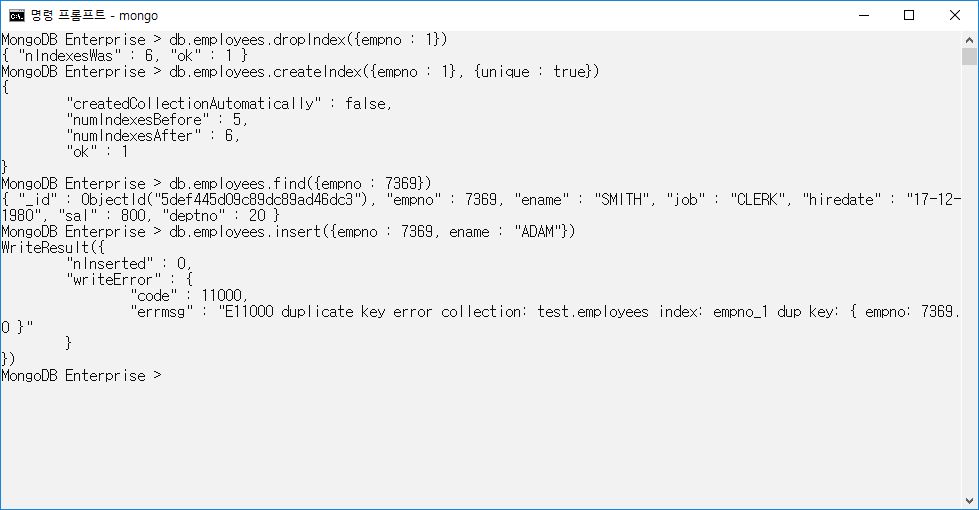 명령 프롬프트 - mongo
MongoDB Enterprise > db.employees.dropIndex({empno : 1})
{ "nIndexesWas" : 6, "ok" : 1 }
MongoDB Enterprise > db.employees.createIndex({empno : 1}, {unique : true})
{
        "createdCollectionAutomatically" : false,
        "numIndexesBefore" : 5,
        "numIndexesAfter" : 6,
        "ok" : 1
}
MongoDB Enterprise > db.employees.find({empno : 7369})
{ "_id" : ObjectId("5def445d09c89dc89ad46dc3"), "empno" : 7369, "ename" : "SMITH", "job" : "CLERK", "hiredate" : "17-12-
1980", "sal" : 800, "deptno" : 20 }
MongoDB Enterprise > db.employees.insert({empno : 7369, ename : "ADAM"})
WriteResult({
        "nInserted" : 0,
        "writeError" : {
                "code" : 11000,
                "errmsg" : "E11000 duplicate key error collection: test.employees index: empno_1 dup key: { empno: 7369.
0 }"
        }
})
MongoDB Enterprise >